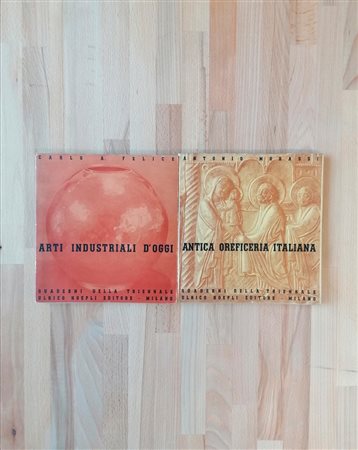 CARLO A. FELICE
ARTI INDUSTRIALI D'OGGI
QUADERNI DELLA TRIENNALE
ULRICO HOEPLI EDITORE - MILANO
ANTONIO MORASSI
ANTICA OREFICERIA ITALIANA
QUADERNI DELLA TRIENNALE
ULRICO HOEPLI EDITORE - MILANO